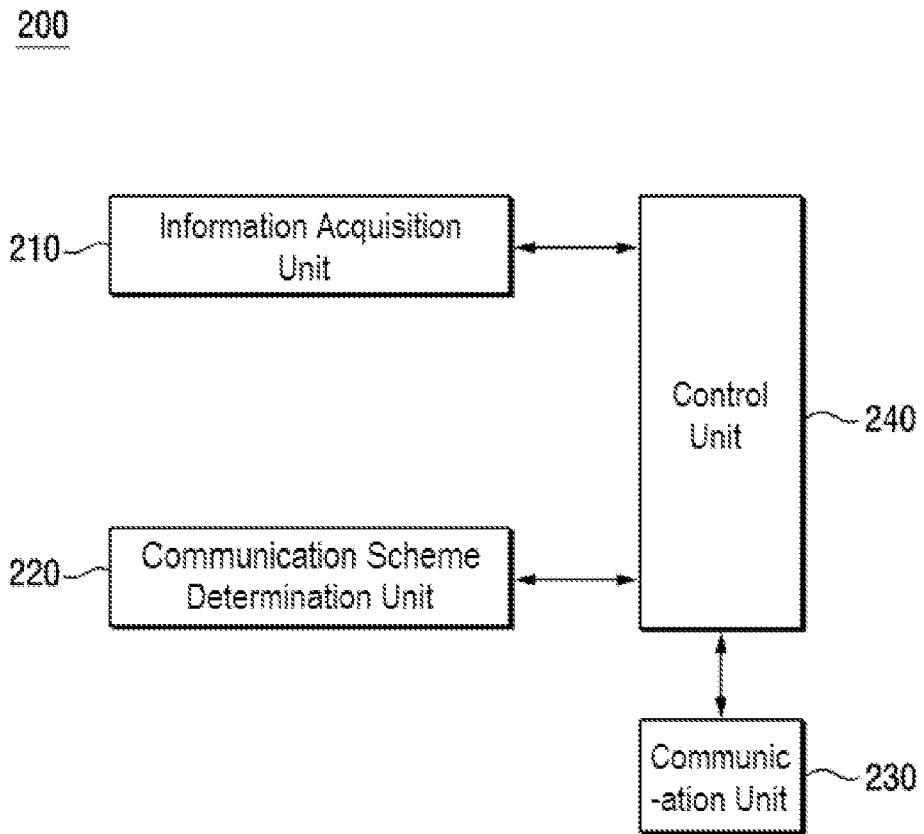 200
210
Information Acquisition
Unit
Control
Unit
240
220
Communication Scheme
Determination Unit
Communic
-ation Unit
230